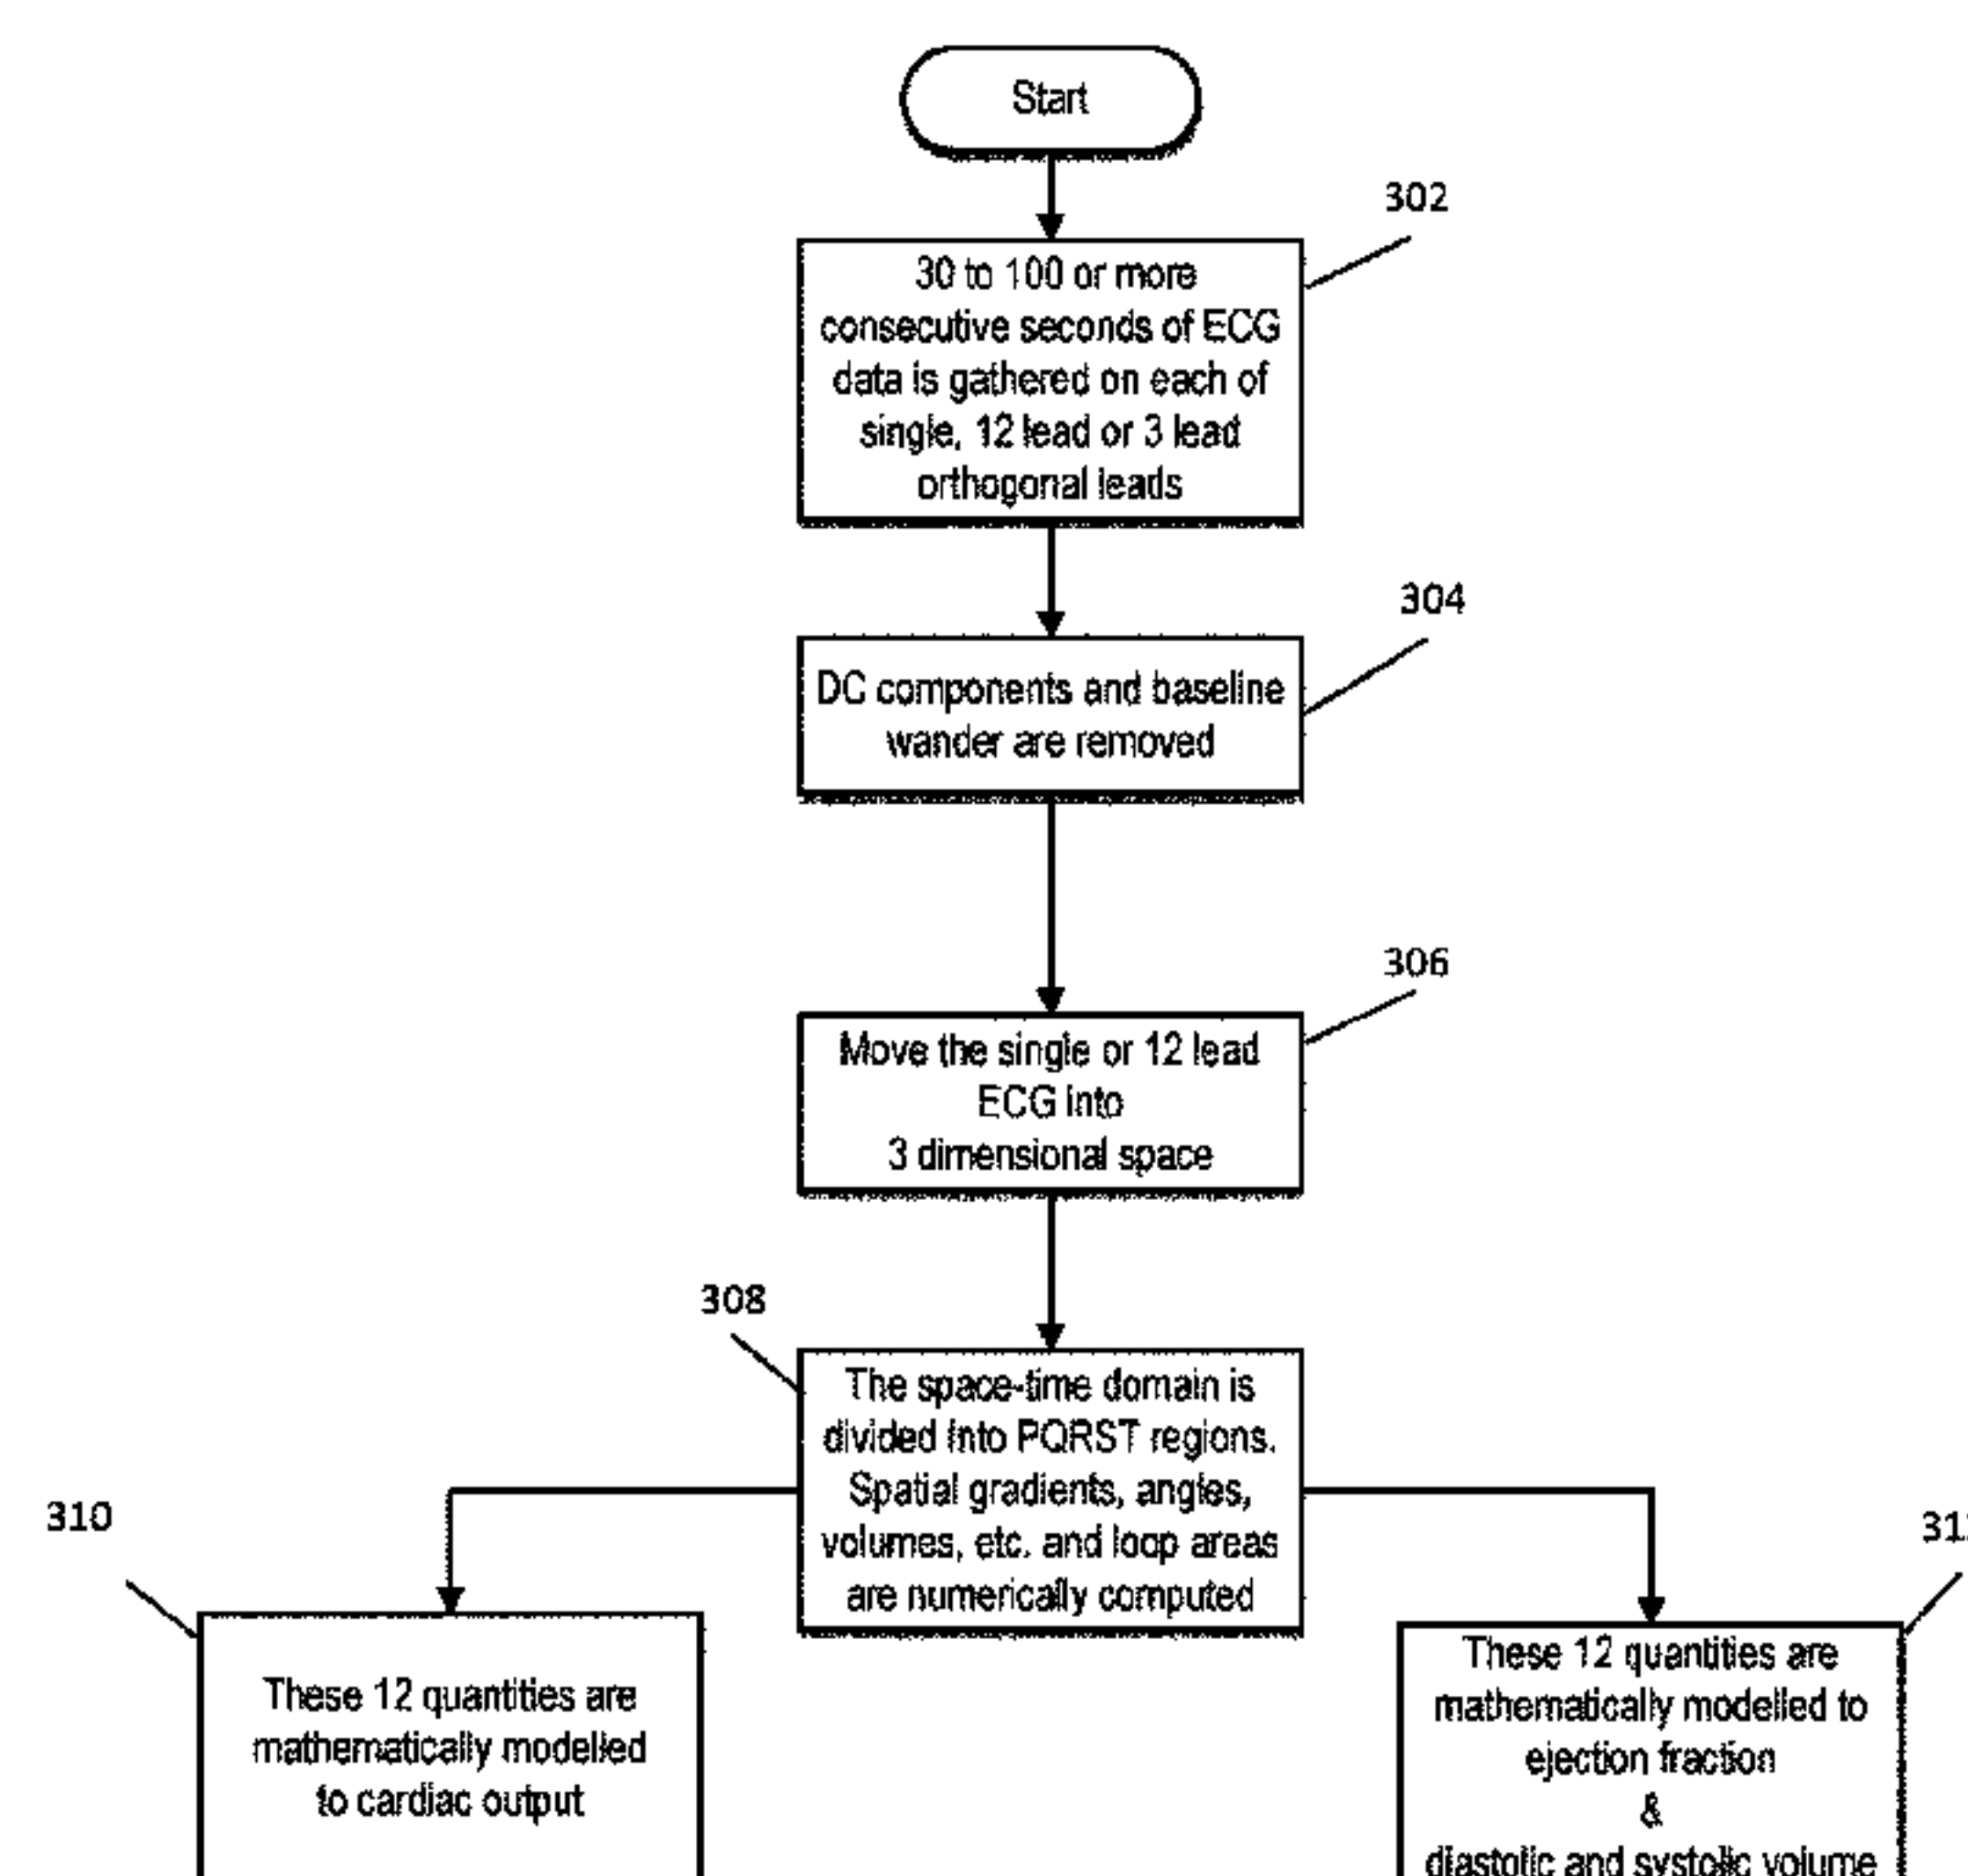 Start
302
30 to 100 or more
consecutive seconds of ECG
data is gathered on each of
single, 12 lead or 3 lead
orthogonal leads
304
DC components and baseline
wander are removed
306
Move the single or 12 lead
ECG into
3 dimensional space
308
The space-time domain is
divided into PQRST regions.
Spatial gradients, angles,
volumes, etc. and loop areas
are numerically computed
310
These 12 quantities are
mathematically modelled
to cardiac output
These 12 quantities are
mathematically modelled to
ejection fraction
&
diastolic and systolic volume